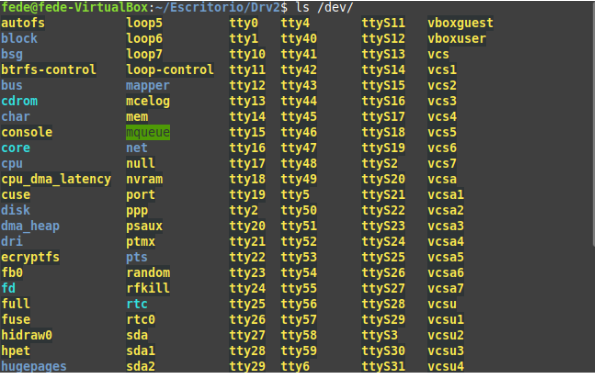 fede@fede-VirtualBox:~/Escritorio/Drv2$ ls /dev/
autofs loop5 tty0 tty4 ttyS11 vboxguest
block loop6 tty1 tty40 ttyS12 vboxuser
bsg loop7 tty10 tty41 ttyS13 vcs
btrfs-control loop-control tty11 tty42 ttyS14 vcs1
bus mapper tty12 tty43 ttyS15 vcs2
cdrom mcelog tty13 tty44 ttyS16 vcs3
char mem tty14 tty45 ttyS17 vcs4
console mqueue tty15 tty46 ttyS18 vcs5
core net tty16 tty47 ttyS19 vcs6
cpu null tty17 tty48 ttyS2 vcs7
cpu_dma_latency nvram tty18 tty49 ttyS20 vcsa
cuse port tty19 tty5 ttyS21 vcsa1
disk ppp tty2 tty50 ttyS22 vcsa2
dma_heap psaux tty20 tty51 ttyS23 vcsa3
dri ptmx tty21 tty52 ttyS24 vcsa4
ecryptfs pts tty22 tty53 ttyS25 vcsa5
fb0 random tty23 tty54 ttyS26 vcsa6
fd rfkill tty24 tty55 ttyS27 vcsa7
full rtc tty25 tty56 ttyS28 vcsu
fuse rtc0 tty26 tty57 ttyS29 vcsu1
hidraw0 sda tty27 tty58 ttyS3 vcsu2
hpet sda1 tty28 tty59 ttyS30 vcsu3
hugepages sda2 tty29 tty6 ttyS31 vcsu4